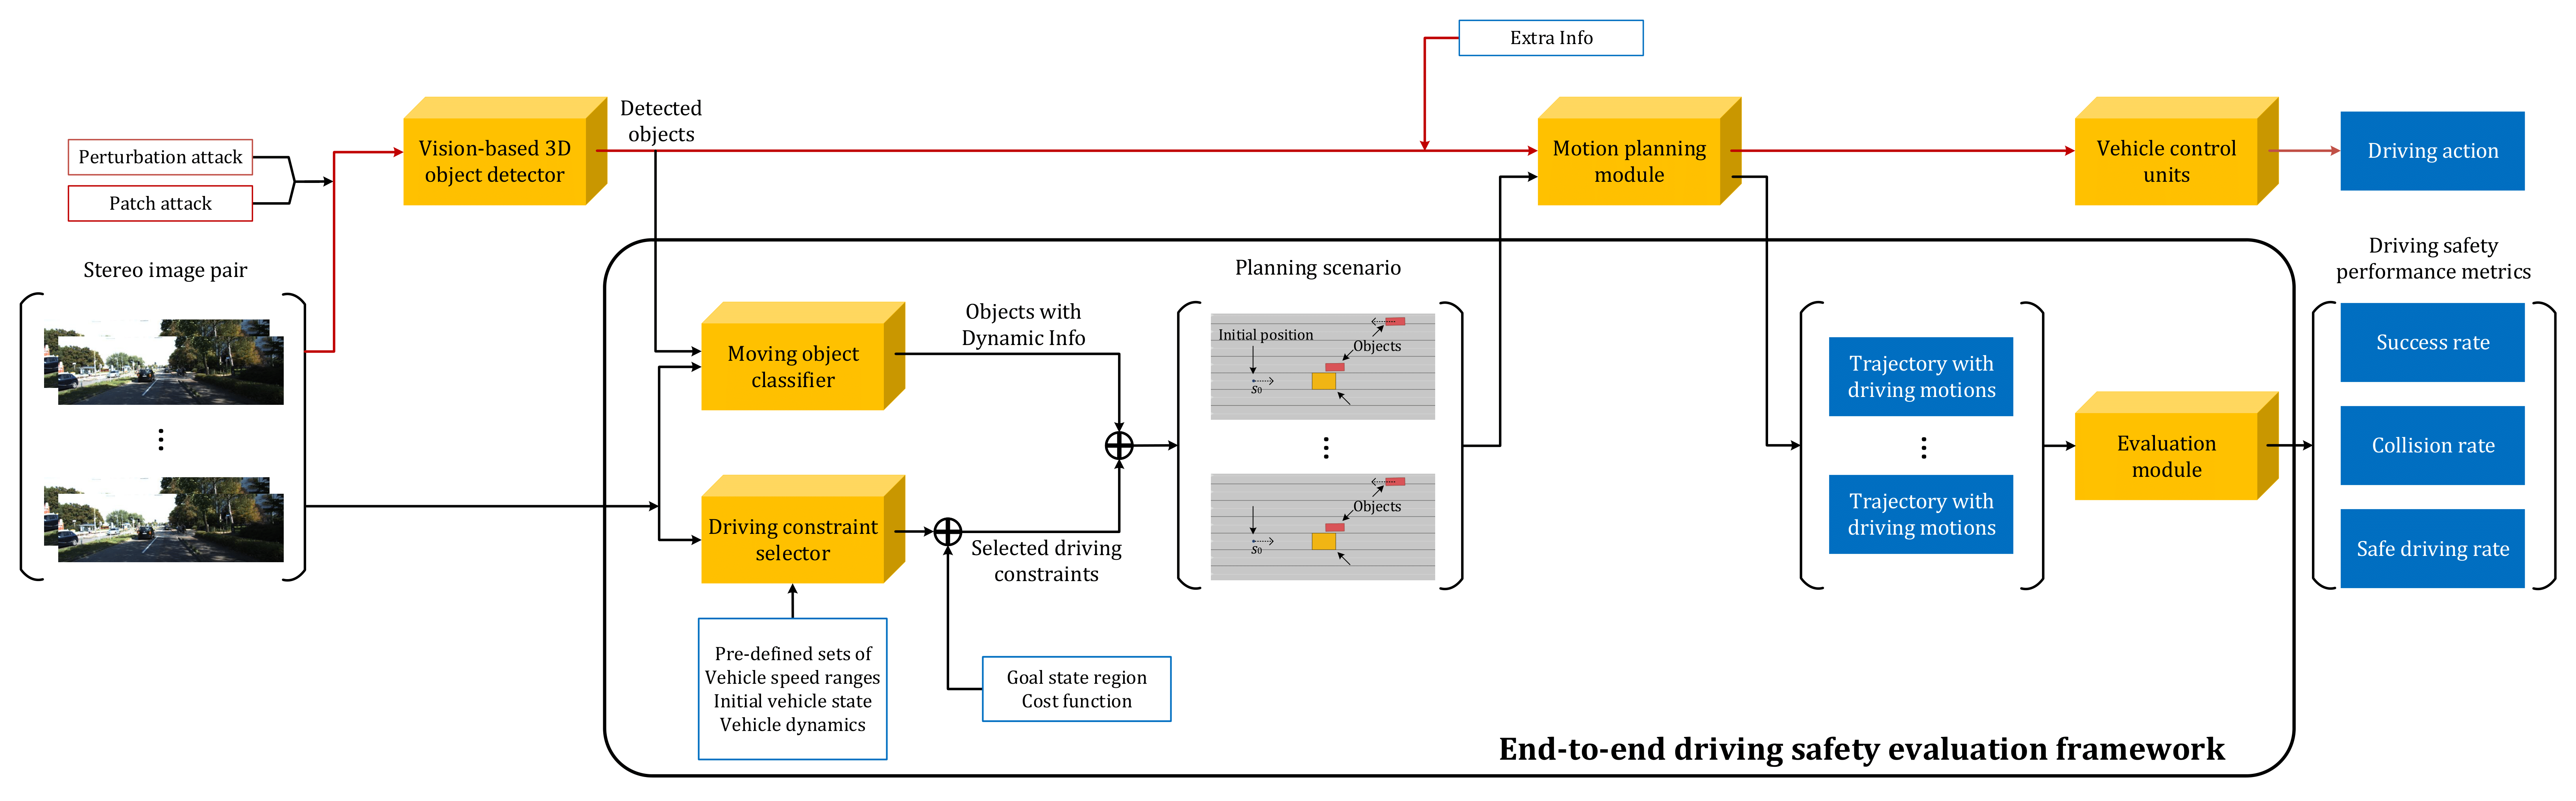 Extra Info
Detected
objects
Perturbation attack
Patch attack
Vision-based 3D
object detector
Motion planning
module
Vehicle control
units
Driving action
Stereo image pair
Driving safety
performance metrics
Planning scenario
Objects with
Dynamic Info
Moving object
classifier
Initial position
Objects
s0
Objects
s0
Trajectory with
driving motions
Trajectory with
driving motions
Evaluation
module
Success rate
Collision rate
Safe driving rate
Driving constraint
selector
Selected driving
constraints
Pre-defined sets of
Vehicle speed ranges
Initial vehicle state
Vehicle dynamics
Goal state region
Cost function
End-to-end driving safety evaluation framework